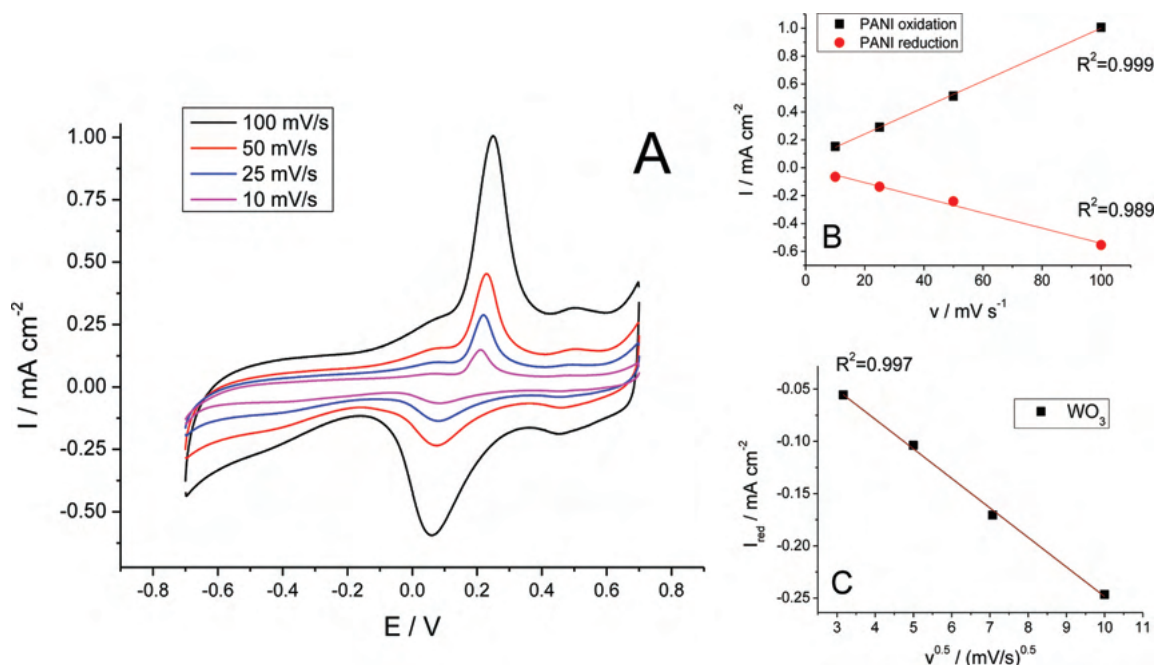 A
100 mV/s
50 mV/s
25 mV/s
10 mV/s
I / mA cm-2
1.00
0.75
0.50
0.25
0.00
-0.25
-0.50
-0.8 -0.6 -0.4 -0.2 0.0 0.2 0.4 0.6 0.8
E / V
PANI oxidation
PANI reduction
R2=0.999
R2=0.989
B
I / mA cm-2
1.0
0.8
0.6
0.4
0.2
0.0
-0.2
-0.4
-0.6
0 20 40 60 80 100
v / mV s-1
R2=0.997
WO3
C
Ired / mA cm-2
-0.05
-0.10
-0.15
-0.20
-0.25
3 4 5 6 7 8 9 10 11
v0.5 / (mV/s)0.5